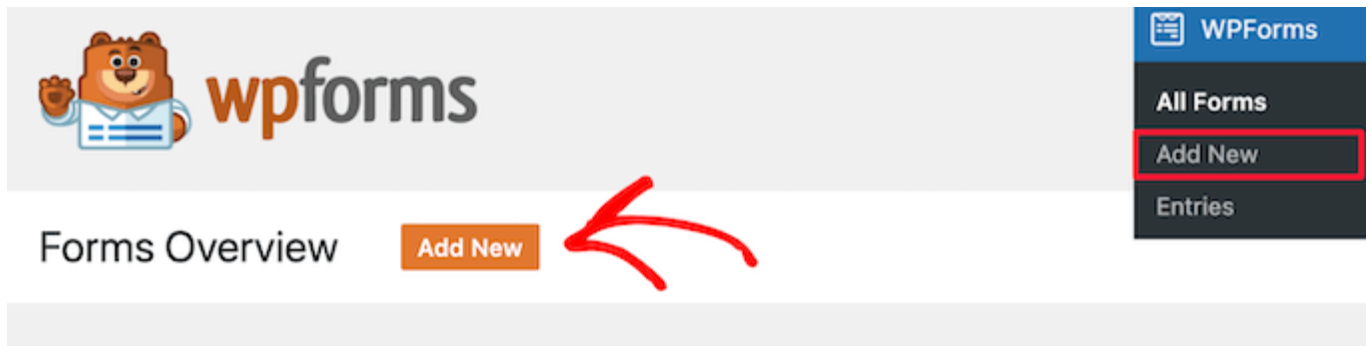 wpforms
Forms Overview
Add New
WPForms
All Forms
Add New
Entries